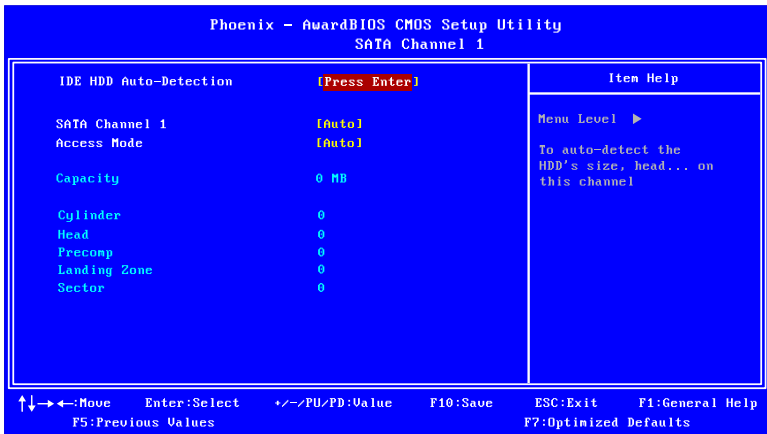 Phoenix - AwardBIOS CMOS Setup Utility
SATA Channel 1
IDE HDD Auto-Detection [Press Enter]
SATA Channel 1 [Auto]
Access Mode [Auto]
Capacity 0 MB
Cylinder 0
Head 0
Precomp 0
Landing Zone 0
Sector 0
Item Help
Menu Level ▶
To auto-detect the
HDD's size, head... on
this channel
↑↓→←:Move Enter:Select +/-/PU/PD:Value F10:Save ESC:Exit F1:General Help
F5:Previous Values F7:Optimized Defaults